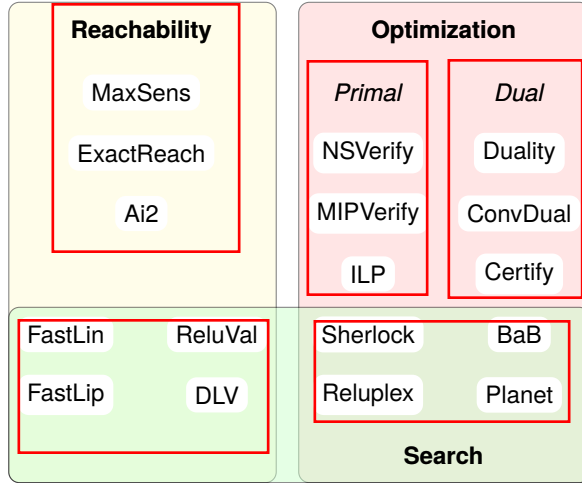 Reachability
MaxSens
ExactReach
Ai2
Optimization
Primal
NSVerify
MIPVerify
ILP
Dual
Duality
ConvDual
Certify
FastLin ReluVal
FastLip DLV
Sherlock BaB
Reluplex Planet
Search